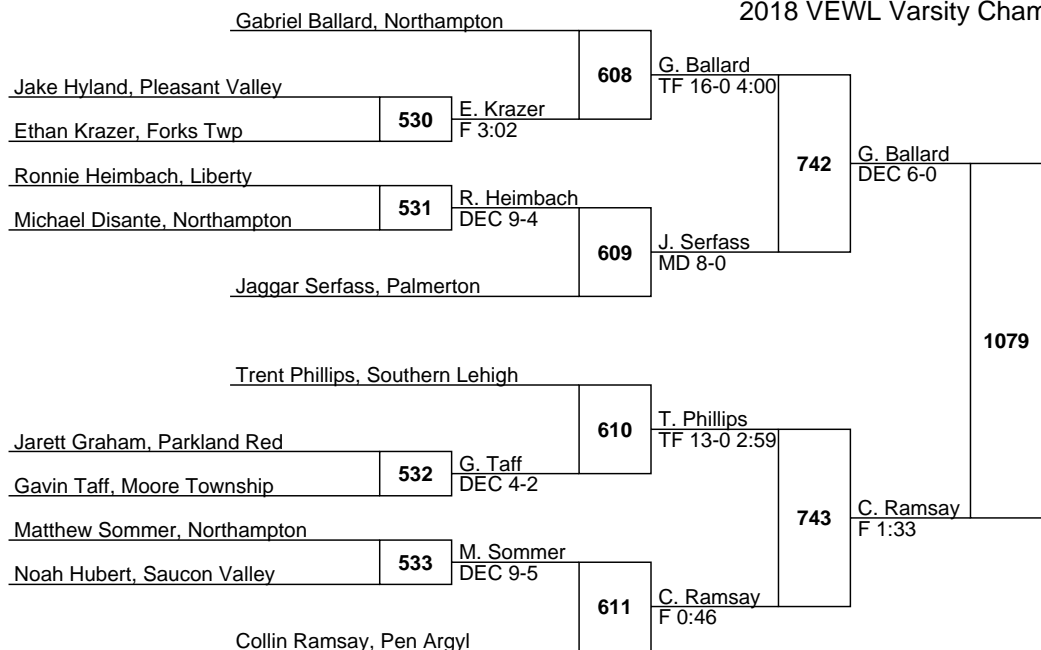 2018 VEWL Varsity Cham
Gabriel Ballard, Northampton
608
G. Ballard
TF 16-0 4:00
Jake Hyland, Pleasant Valley
530
E. Krazer
F 3:02
Ethan Krazer, Forks Twp
742
G. Ballard
DEC 6-0
Ronnie Heimbach, Liberty
531
R. Heimbach
DEC 9-4
Michael Disante, Northampton
609
J. Serfass
MD 8-0
Jaggar Serfass, Palmerton
1079
Trent Phillips, Southern Lehigh
610
T. Phillips
TF 13-0 2:59
Jarett Graham, Parkland Red
532
G. Taff
DEC 4-2
Gavin Taff, Moore Township
743
C. Ramsay
F 1:33
Matthew Sommer, Northampton
533
M. Sommer
DEC 9-5
Noah Hubert, Saucon Valley
611
C. Ramsay
F 0:46
Collin Ramsay, Pen Argyl